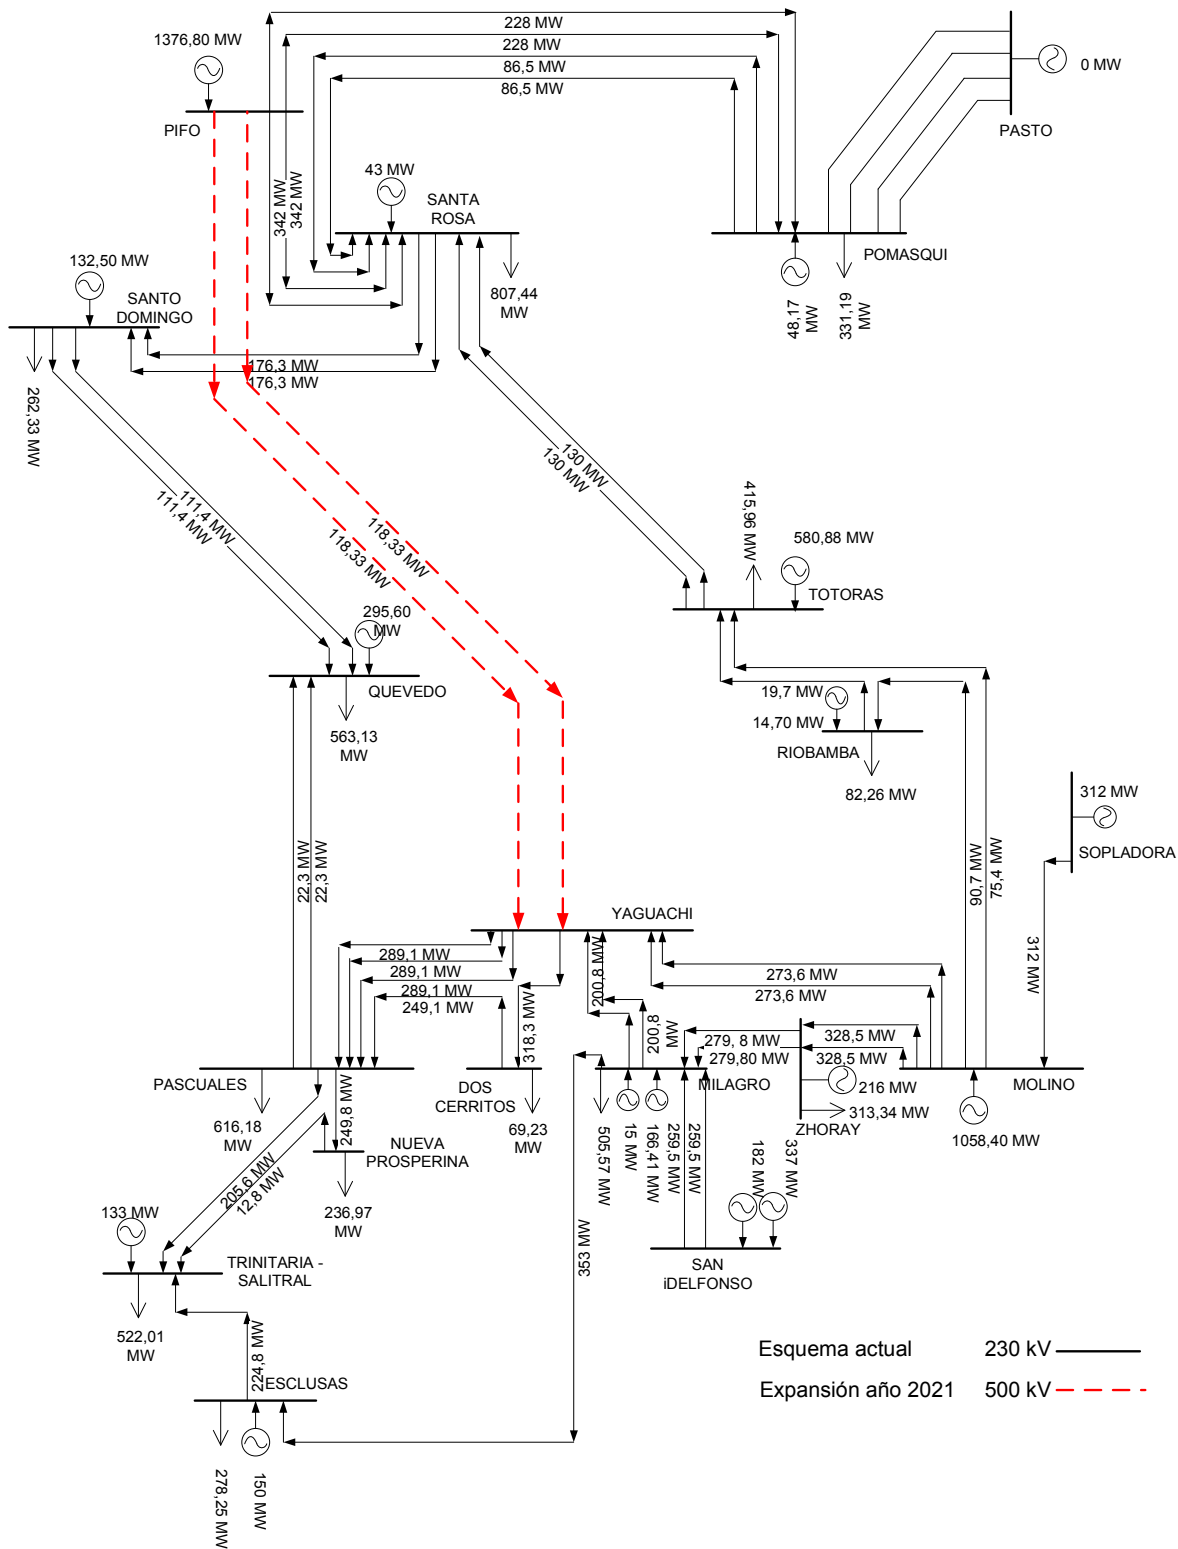 228 MW
228 MW
86,5 MW
86,5 MW
1376,80 MW
PIFO
0 MW
PASTO
342 MW
342 MW
43 MW
SANTA
ROSA
807,44
MW
POMASQUI
48,17
MW
331,19
MW
132,50 MW
SANTO
DOMINGO
176,3 MW
176,3 MW
262,33 MW
111,4 MW
111,4 MW
118,33 MW
118,33 MW
130 MW
130 MW
415,96 MW
580,88 MW
TOTORAS
295,60
MW
QUEVEDO
563,13
MW
19,7 MW
14,70 MW
RIOBAMBA
82,26 MW
312 MW
SOPLADORA
312 MW
90,7 MW
75,4 MW
22,3 MW
22,3 MW
YAGUACHI
289,1 MW
289,1 MW
289,1 MW
249,1 MW
318,3 MW
200,8 MW
200,8
MW
273,6 MW
273,6 MW
279, 8 MW
279,80 MW
328,5 MW
328,5 MW
PASCUALES
616,18
MW
249,8 MW
DOS
CERRITOS
69,23
MW
MILAGRO
505,57 MW
15 MW
166,41 MW
259,5 MW
259,5 MW
216 MW
313,34 MW
ZHORAY
MOLINO
1058,40 MW
NUEVA
PROSPERINA
236,97
MW
205,6 MW
12,8 MW
182 MW
337 MW
SAN
iDELFONSO
353 MW
133 MW
TRINITARIA -
SALITRAL
522,01
MW
224,8 MW
ESCLUSAS
278,25 MW
150 MW
Esquema actual 230 kV
Expansión año 2021 500 kV